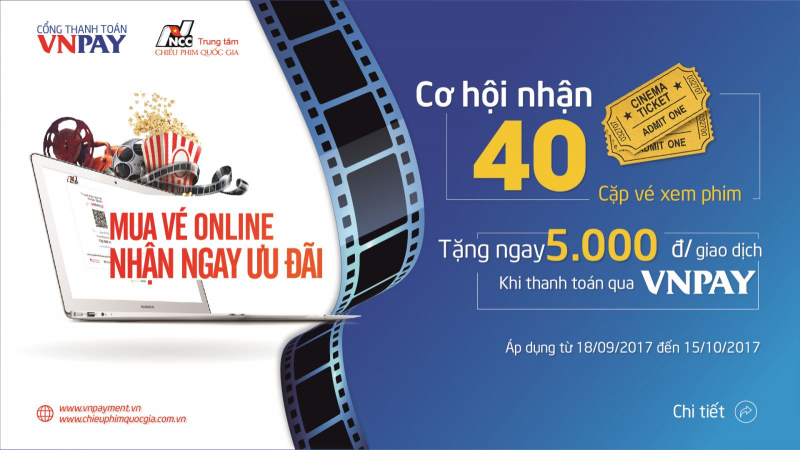 CỔNG THANH TOÁN
VNPAY
NCC Trung tâm
CHIẾU PHIM QUỐC GIA
MUA VÉ ONLINE
NHẬN NGAY ƯU ĐÃI
www.vnpayment.vn
www.chieuphimquocgia.com.vn
Cơ hội nhận
40
Cặp vé xem phim
CINEMA
TICKET
ADMIT ONE
ADMIT ONE
Tặng ngay 5.000 đ/ giao dịch
Khi thanh toán qua VNPAY
Áp dụng từ 18/09/2017 đến 15/10/2017
Chi tiết